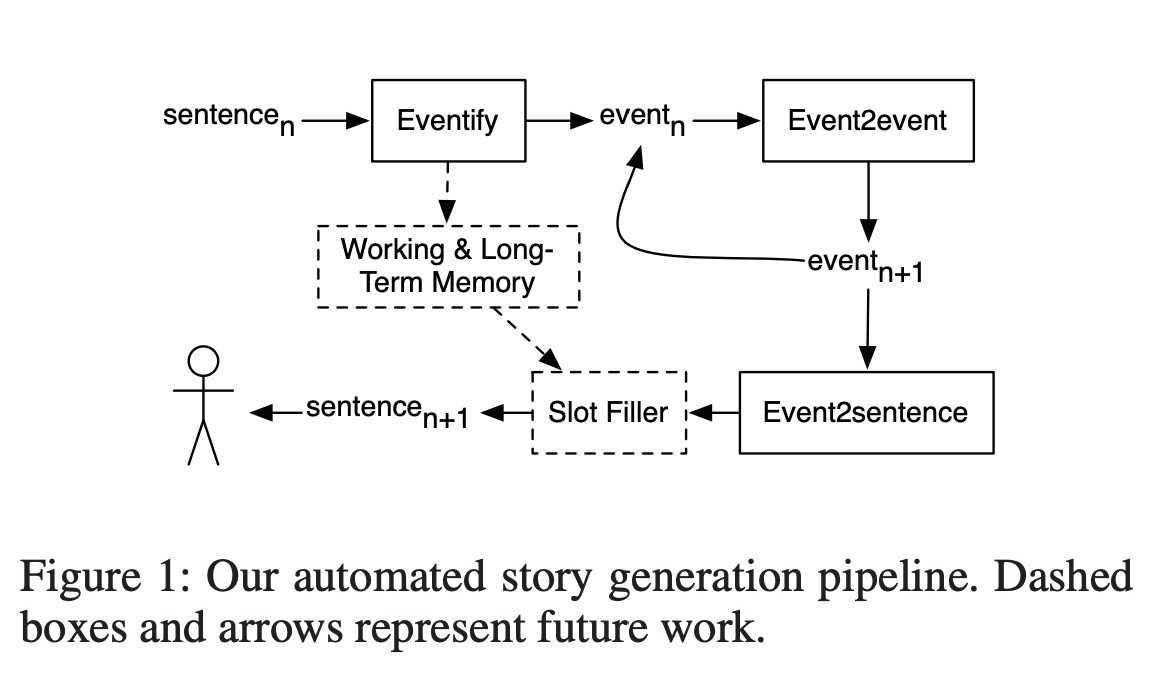 sentence_n
Eventify
event_n
Event2event
Working & Long-
Term Memory
event_n+1
sentence_n+1
Slot Filler
Event2sentence
Figure 1: Our automated story generation pipeline. Dashed
boxes and arrows represent future work.